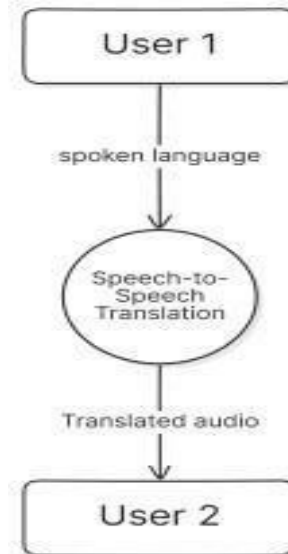 User 1
spoken language
Speech-to-
Speech
Translation
Translated audio
User 2